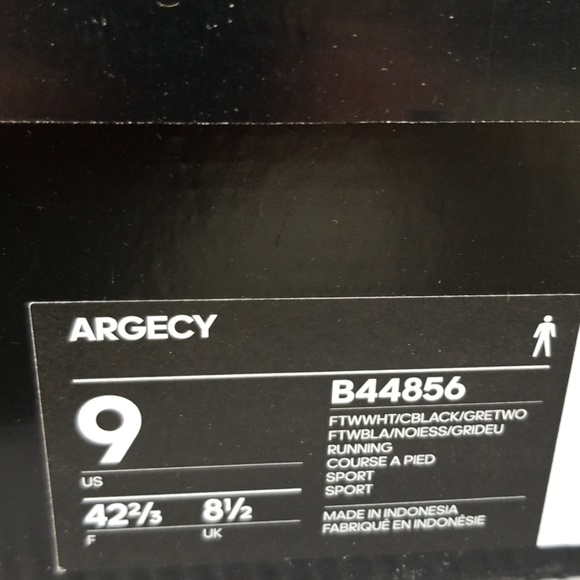 ARGECY
9
US
42⅔ 8½
F UK
B44856
FTWWHT/CBLACK/GRETWO
FTWBLA/NOIESS/GRIDEU
RUNNING
COURSE A PIED
SPORT
SPORT
MADE IN INDONESIA
FABRIQUÉ EN INDONÉSIE